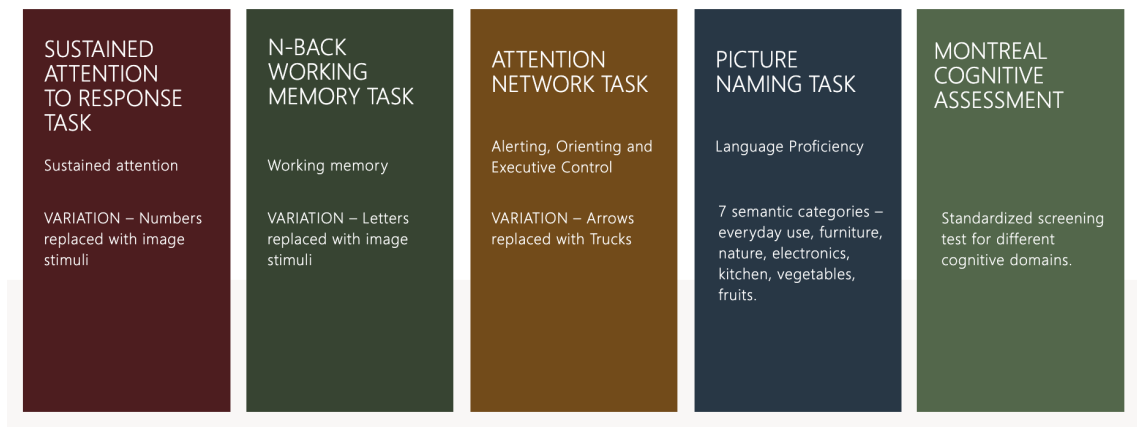 SUSTAINED
ATTENTION
TO RESPONSE
TASK
Sustained attention
VARIATION – Numbers
replaced with image
stimuli
N-BACK
WORKING
MEMORY TASK
Working memory
VARIATION – Letters
replaced with image
stimuli
ATTENTION
NETWORK TASK
Alerting, Orienting and
Executive Control
VARIATION – Arrows
replaced with Trucks
PICTURE
NAMING TASK
Language Proficiency
7 semantic categories –
everyday use, furniture,
nature, electronics,
kitchen, vegetables,
fruits.
MONTREAL
COGNITIVE
ASSESSMENT
Standardized screening
test for different
cognitive domains.